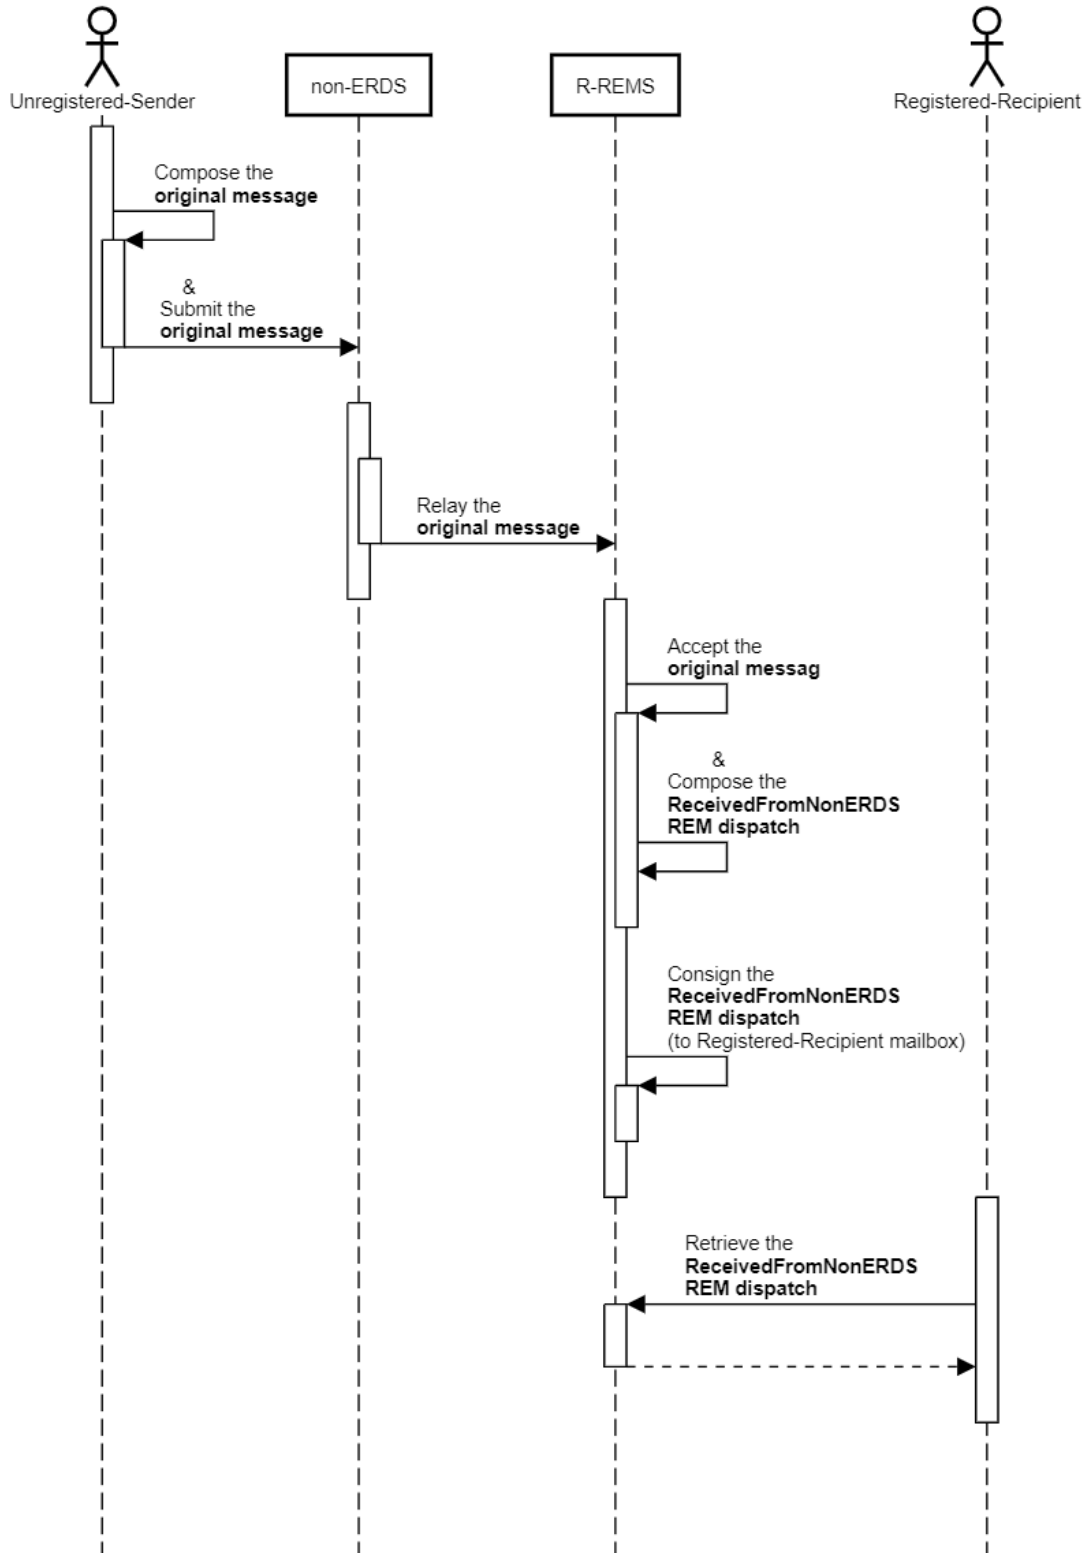 Unregistered-Sender
non-ERDS
R-REMS
Registered-Recipient
Compose the
original message
&
Submit the
original message
Relay the
original message
Accept the
original messag
&
Compose the
ReceivedFromNonERDS
REM dispatch
Consign the
ReceivedFromNonERDS
REM dispatch
(to Registered-Recipient mailbox)
Retrieve the
ReceivedFromNonERDS
REM dispatch